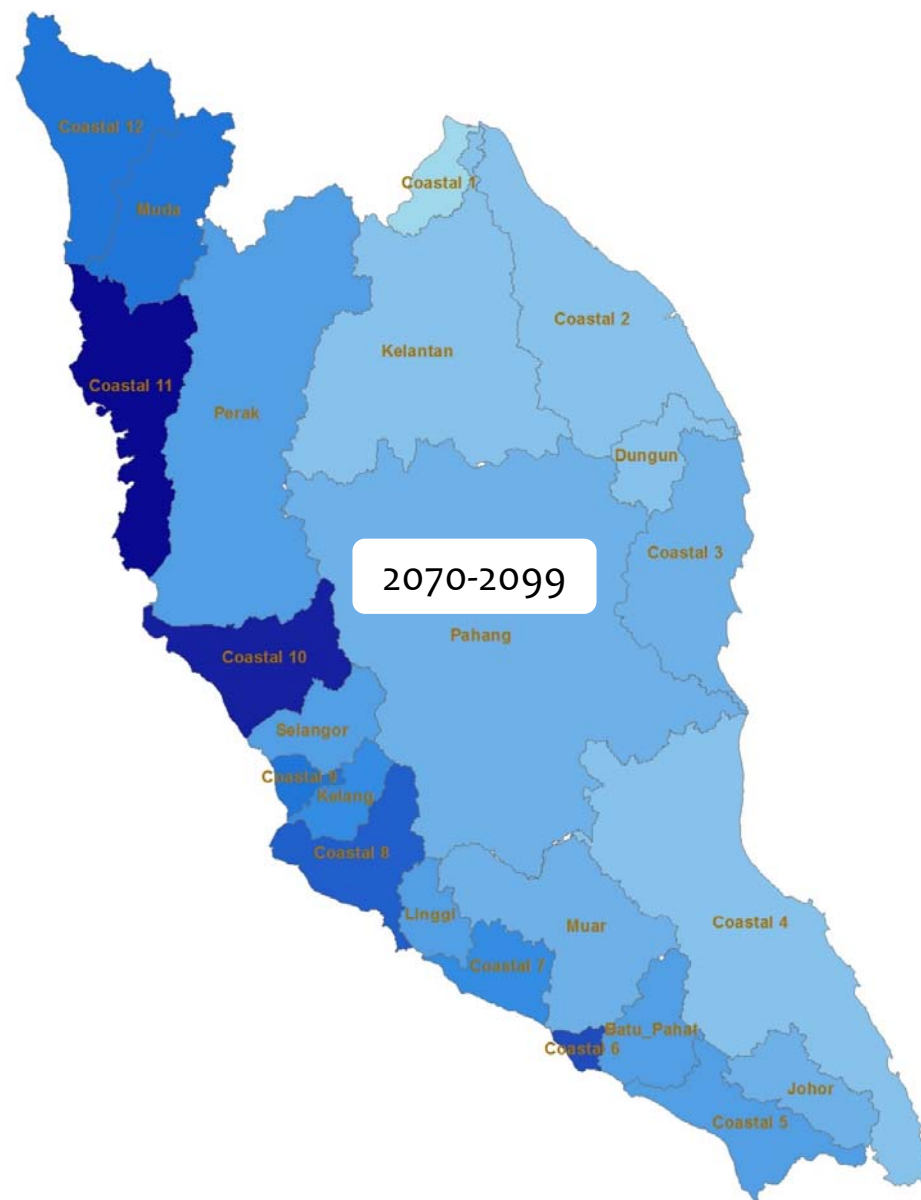 Coastal 12
Coastal 1
Muda
Coastal 2
Kelantan
Coastal 11
Perak
Dungun
Coastal 3
2070-2099
Pahang
Coastal 10
Selangor
Coastal 9
Kalang
Coastal 8
Linggi
Coastal 4
Muar
Coastal 7
Batu_Pahat
Coastal 6
Johor
Coastal 5